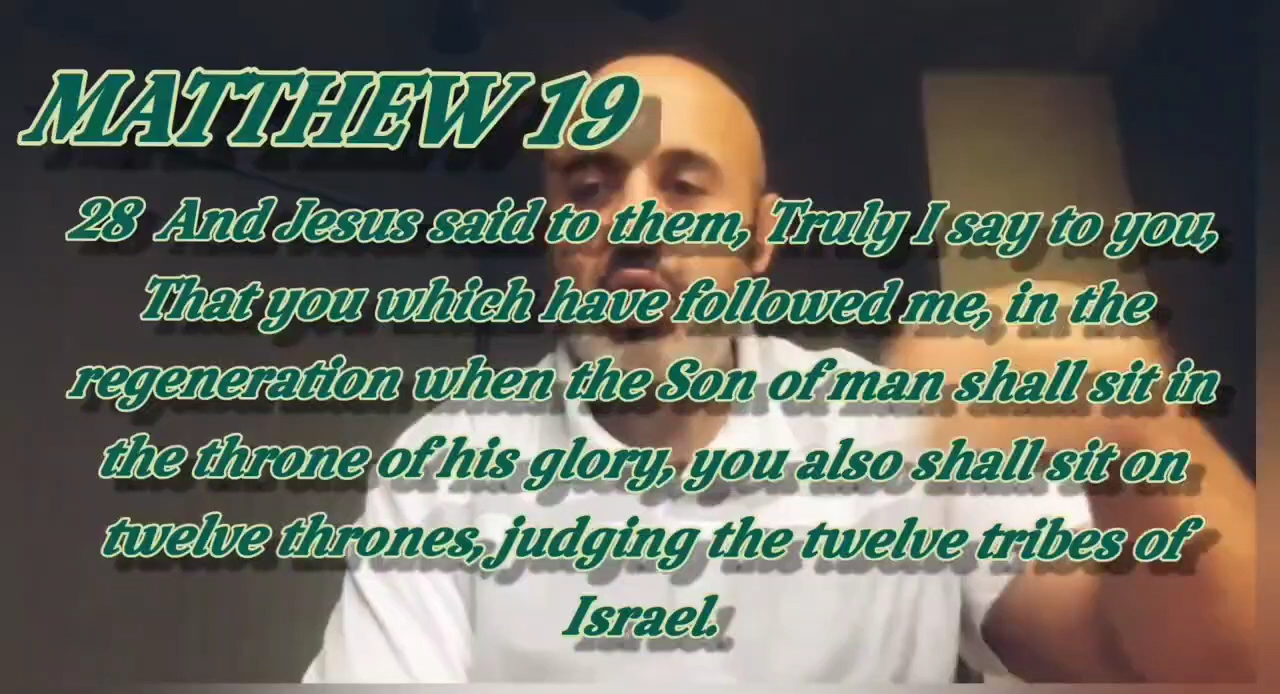 MATTHEW 19
28 And Jesus said to them, Truly I say to you,
That you which have followed me, in the
regeneration when the Son of man shall sit in
the throne of his glory, you also shall sit on
twelve thrones, judging the twelve tribes of
Israel.